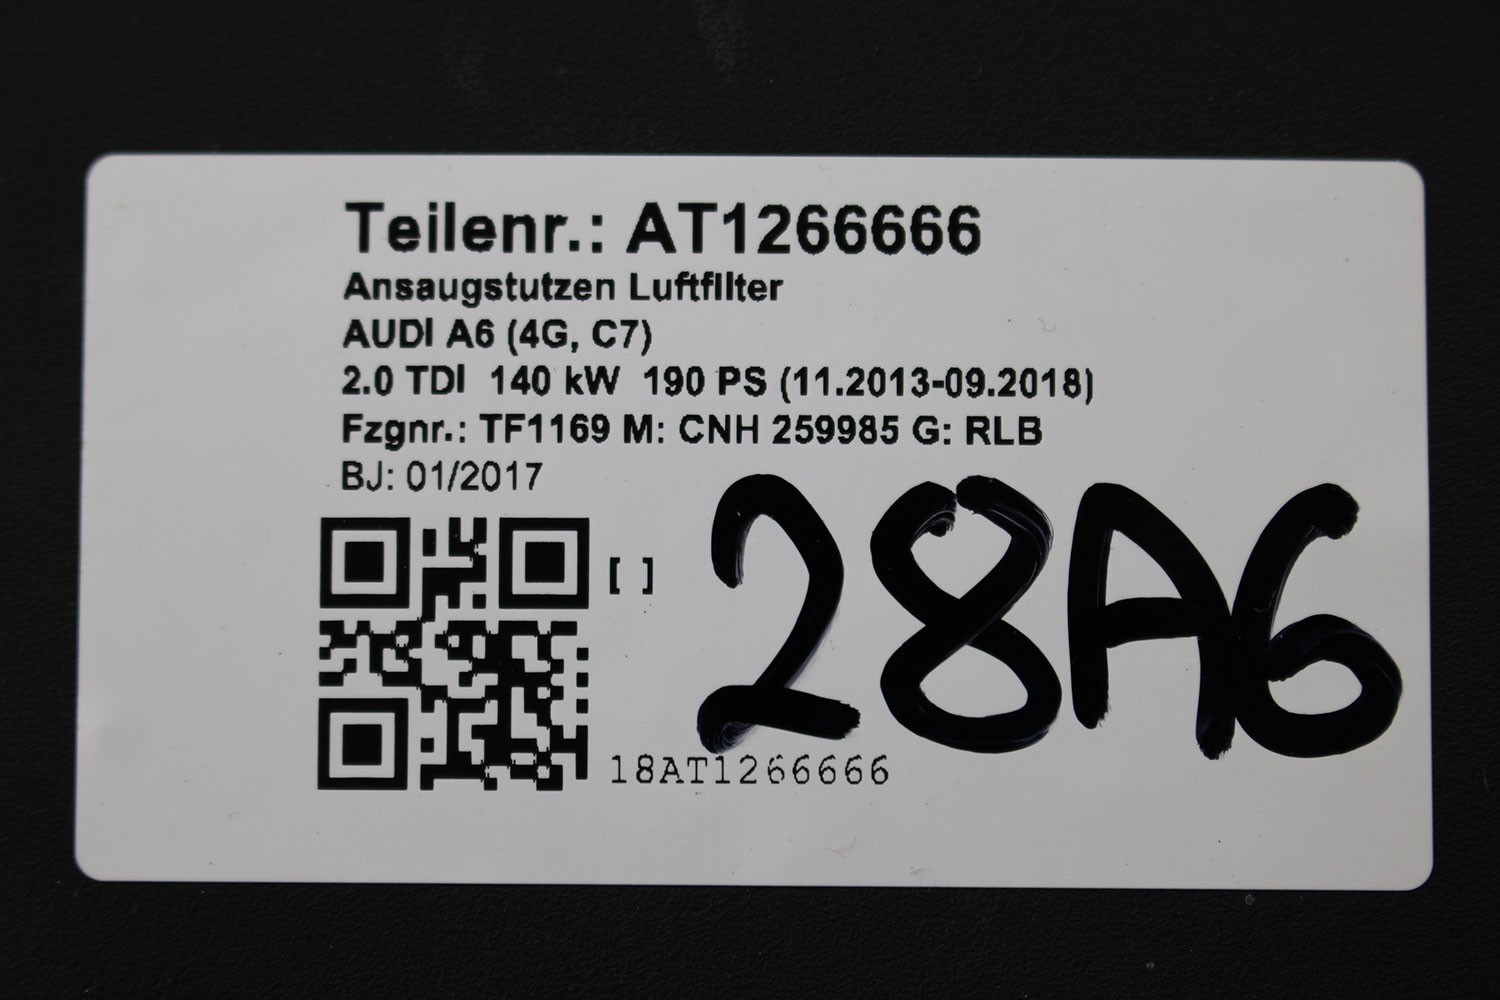 Teilenr.: AT1266666
Ansaugstutzen Luftfilter
AUDI A6 (4G, C7)
2.0 TDI 140 kW 190 PS (11.2013-09.2018)
Fzgnr.: TF1169 M: CNH 259985 G: RLB
BJ: 01/2017
[ ]
28A6
18AT1266666